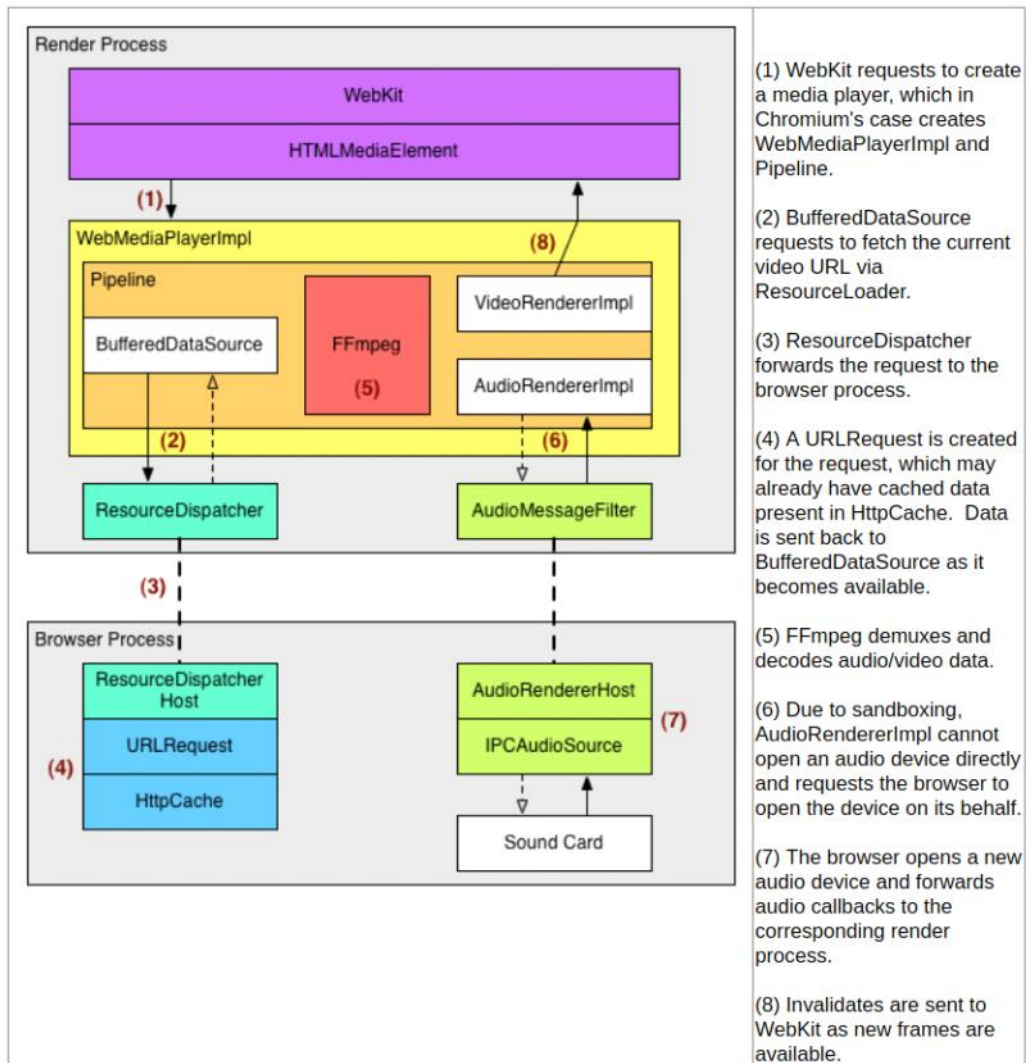 Render Process
WebKit
HTMLMediaElement
(1)
WebMediaPlayerImpl
(8)
Pipeline
VideoRendererImpl
BufferedDataSource
FFmpeg
(5)
AudioRendererImpl
(2)
(6)
ResourceDispatcher
AudioMessageFilter
(3)
Browser Process
ResourceDispatcher
Host
URLRequest
HttpCache
(4)
AudioRendererHost
IPCAudioSource
(7)
Sound Card
(1) WebKit requests to create
a media player, which in
Chromium's case creates
WebMediaPlayerImpl and
Pipeline.
(2) BufferedDataSource
requests to fetch the current
video URL via
ResourceLoader.
(3) ResourceDispatcher
forwards the request to the
browser process.
(4) A URLRequest is created
for the request, which may
already have cached data
present in HttpCache.  Data
is sent back to
BufferedDataSource as it
becomes available.
(5) FFmpeg demuxes and
decodes audio/video data.
(6) Due to sandboxing,
AudioRendererImpl cannot
open an audio device directly
and requests the browser to
open the device on its behalf.
(7) The browser opens a new
audio device and forwards
audio callbacks to the
corresponding render
process.
(8) Invalidates are sent to
WebKit as new frames are
available.